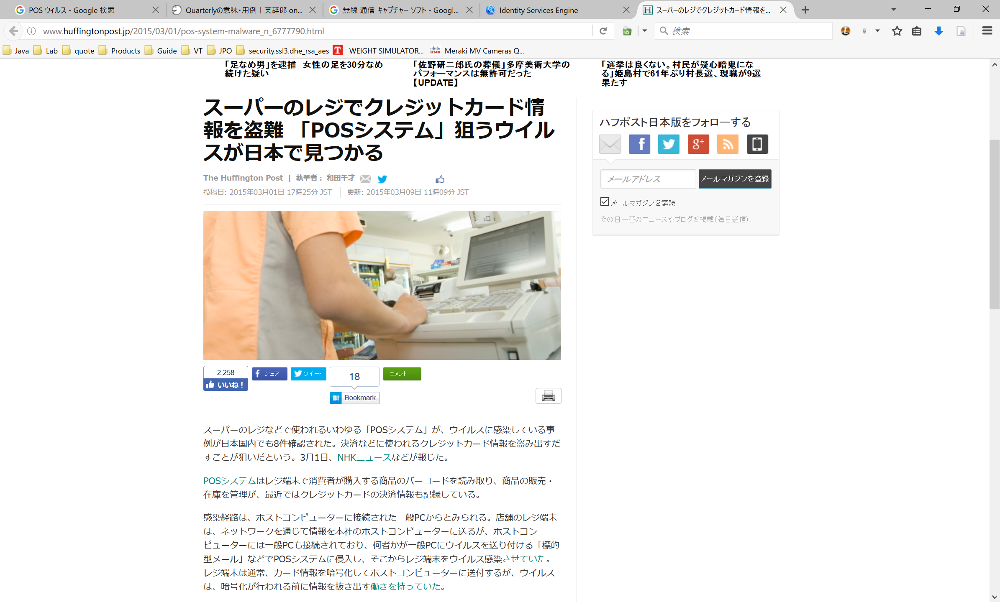 POS ウィルス - Google 検索
Quarterlyの意味・用例｜英辞郎 on...
無線 通信 キャプチャー ソフト - Googl...
Identity Services Engine
スーパーのレジでクレジットカード情報を...
www.huffingtonpost.jp/2015/03/01/pos-system-malware_n_6777790.html
検索
Java Lab quote Products Guide VT JPO security.ssl3.dhe_rsa_aes WEIGHT SIMULATOR... Meraki MV Cameras Q...
「足なめ男」を逮捕　女性の足を30分なめ
続けた疑い
「佐野研二郎氏の葬儀」多摩美術大学の
パフォーマンスは無許可だった
【UPDATE】
「選挙は良くない。村民が疑心暗鬼にな
る」姫島村で61年ぶり村長選、現職が9選
果たす
スーパーのレジでクレジットカード情
報を盗難 「POSシステム」狙うウイル
スが日本で見つかる
The Huffington Post | 執筆者： 和田千才
投稿日: 2015年03月01日 17時25分 JST 更新: 2015年03月09日 11時09分 JST
ハフポスト日本版をフォローする
メールアドレス メールマガジンを登録
メールマガジンを講読
その日一番のニュースやブログを掲載（毎日送信）.
2,258
いいね！
シェア
ツイート
18
Bookmark
コメント
スーパーのレジなどで使われるいわゆる「POSシステム」が、ウイルスに感染している事
例が日本国内でも8件確認された。決済などに使われるクレジットカード情報を盗み出すだ
すことが狙いだという。3月1日、NHKニュースなどが報じた。
POSシステムはレジ端末で消費者が購入する商品のバーコードを読み取り、商品の販売・
在庫を管理が、最近ではクレジットカードの決済情報も記録している。
感染経路は、ホストコンピューターに接続された一般PCからとみられる。店舗のレジ端末
は、ネットワークを通じて情報を本社のホストコンピューターに送るが、ホストコン
ピューターには一般PCも接続されており、何者かが一般PCにウイルスを送り付ける「標的
型メール」などでPOSシステムに侵入し、そこからレジ端末をウイルス感染させていた。
レジ端末は通常、カード情報を暗号化してホストコンピューターに送付するが、ウイルス
は、暗号化が行われる前に情報を抜き出す働きを持っていた。